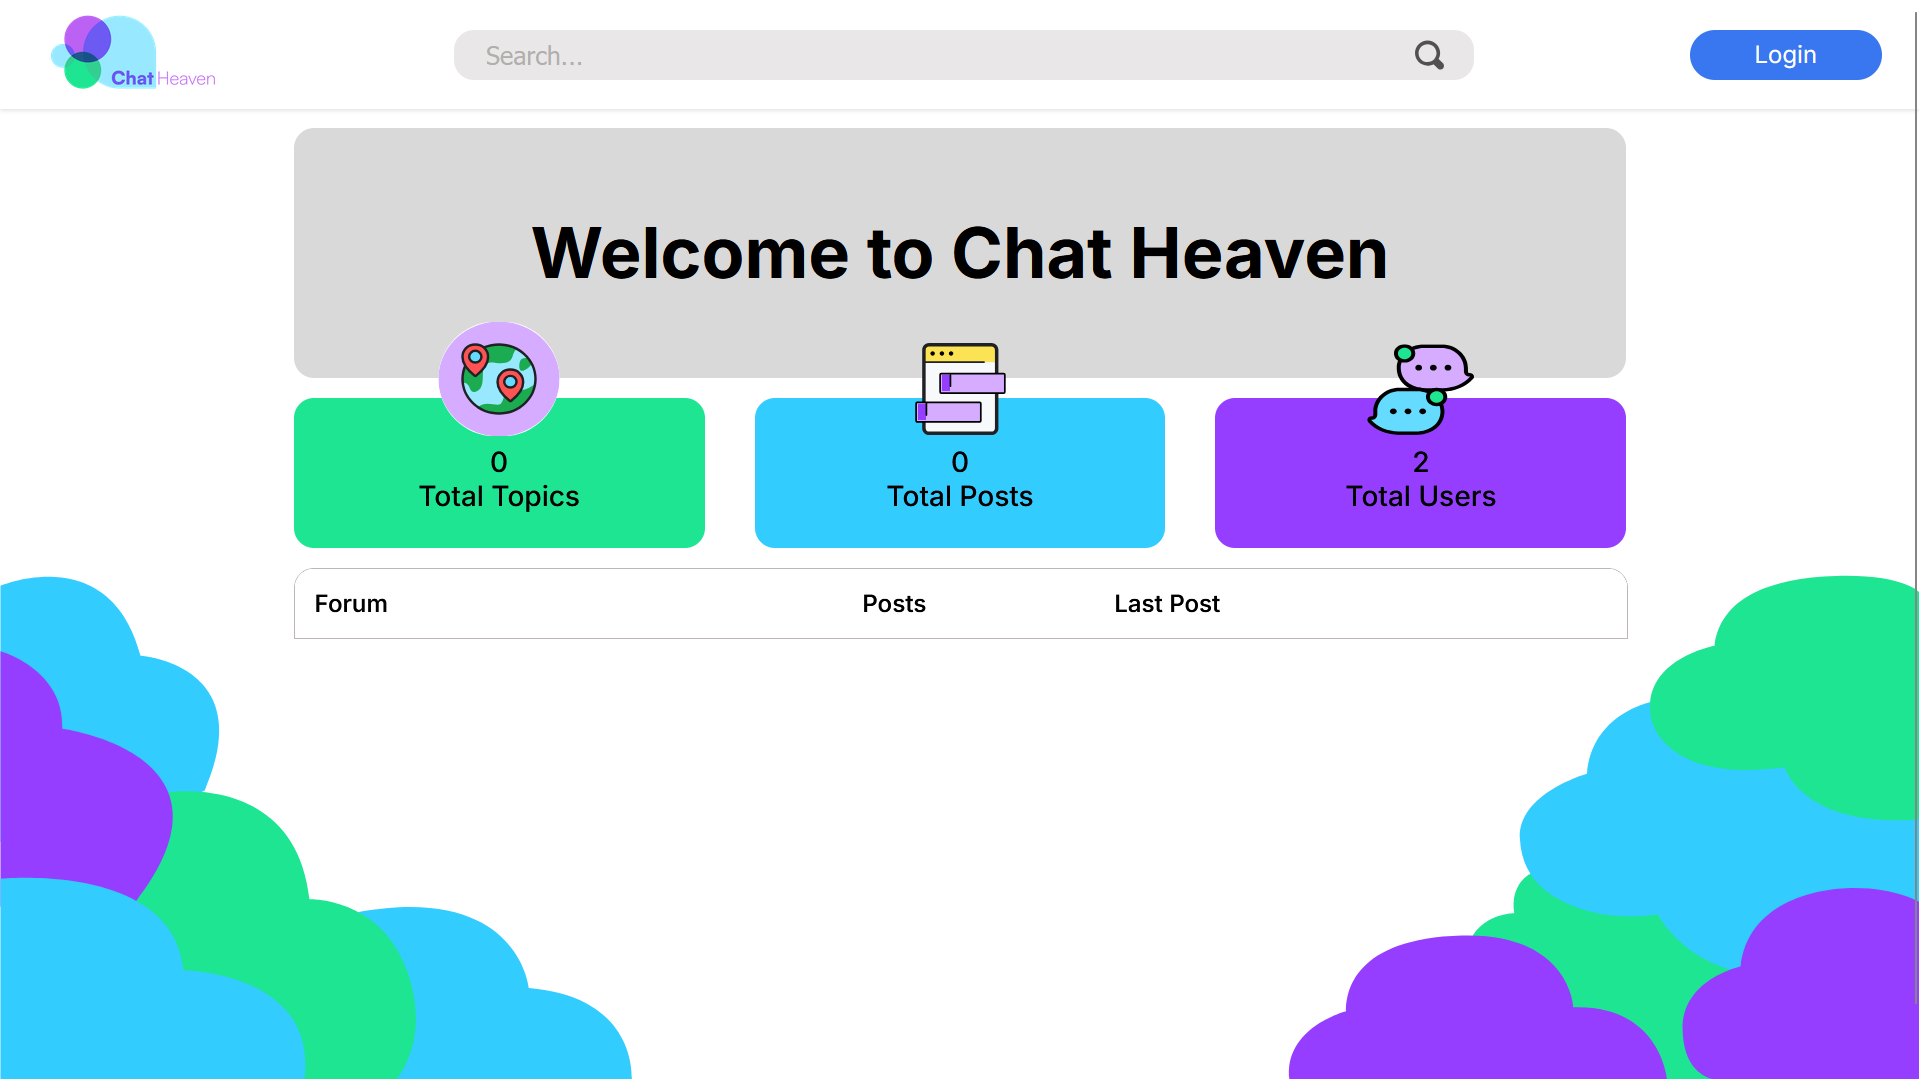 Chat Heaven
Search...
Login
Welcome to Chat Heaven
0
Total Topics
0
Total Posts
2
Total Users
Forum
Posts
Last Post